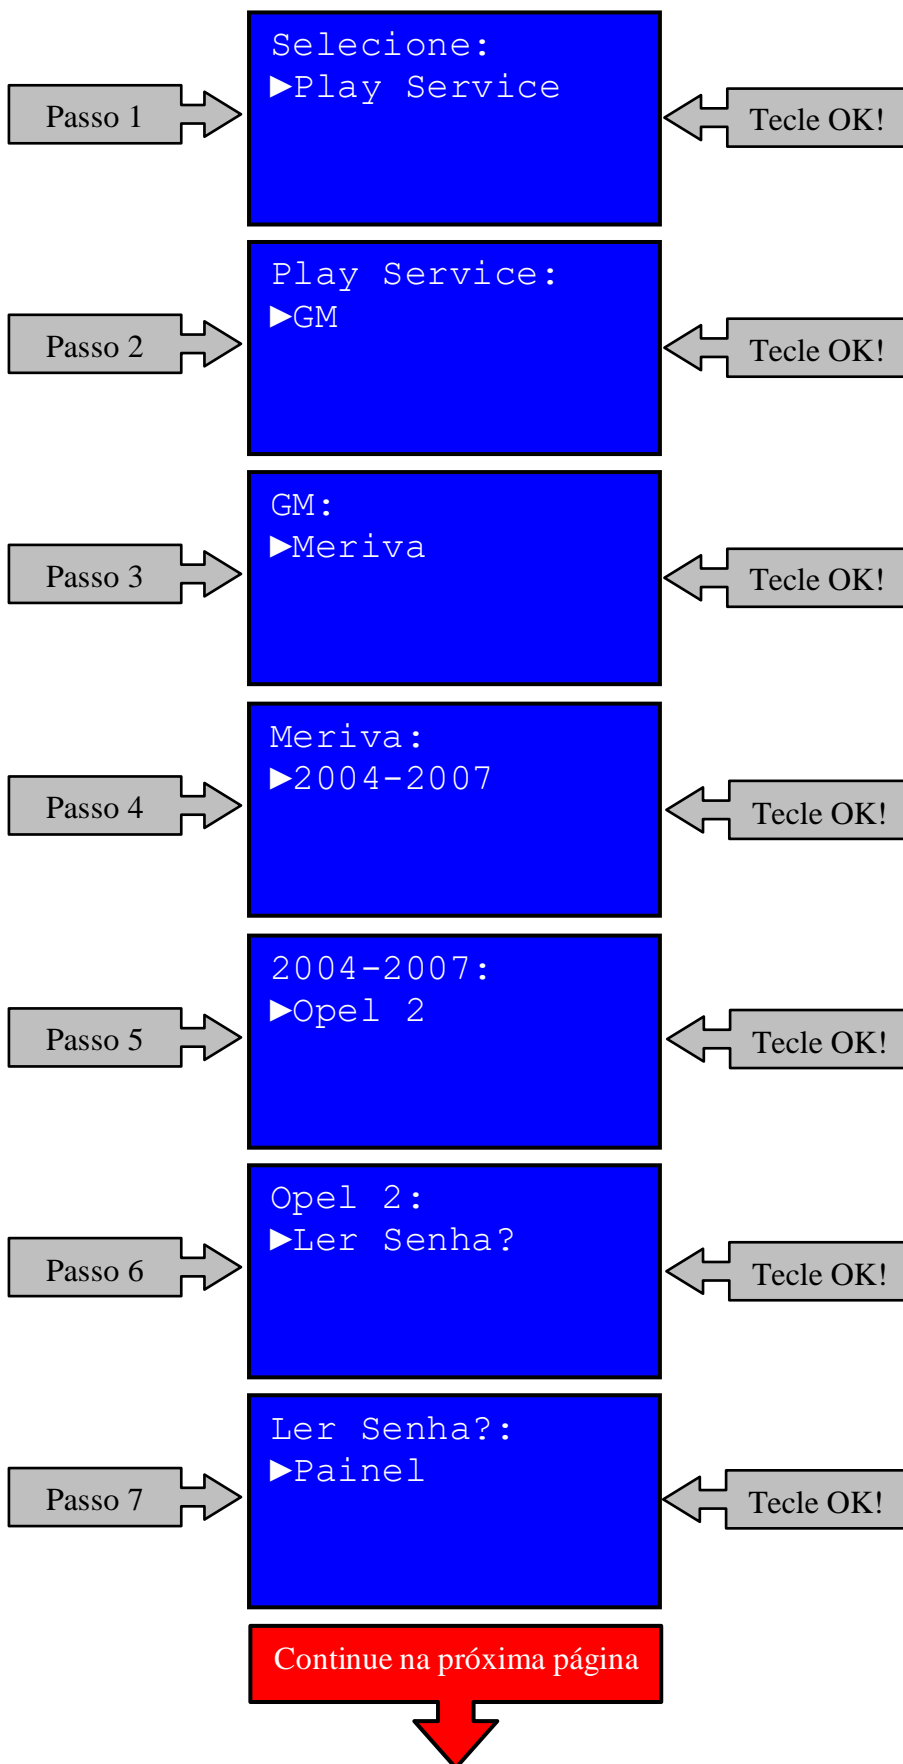 Selecione:
►Play Service
Passo 1
Tecle OK!
Play Service:
►GM
Passo 2
Tecle OK!
GM:
►Meriva
Passo 3
Tecle OK!
Meriva:
►2004-2007
Passo 4
Tecle OK!
2004-2007:
►Opel 2
Passo 5
Tecle OK!
Opel 2:
►Ler Senha?
Passo 6
Tecle OK!
Ler Senha?:
►Painel
Passo 7
Tecle OK!
Continue na próxima página